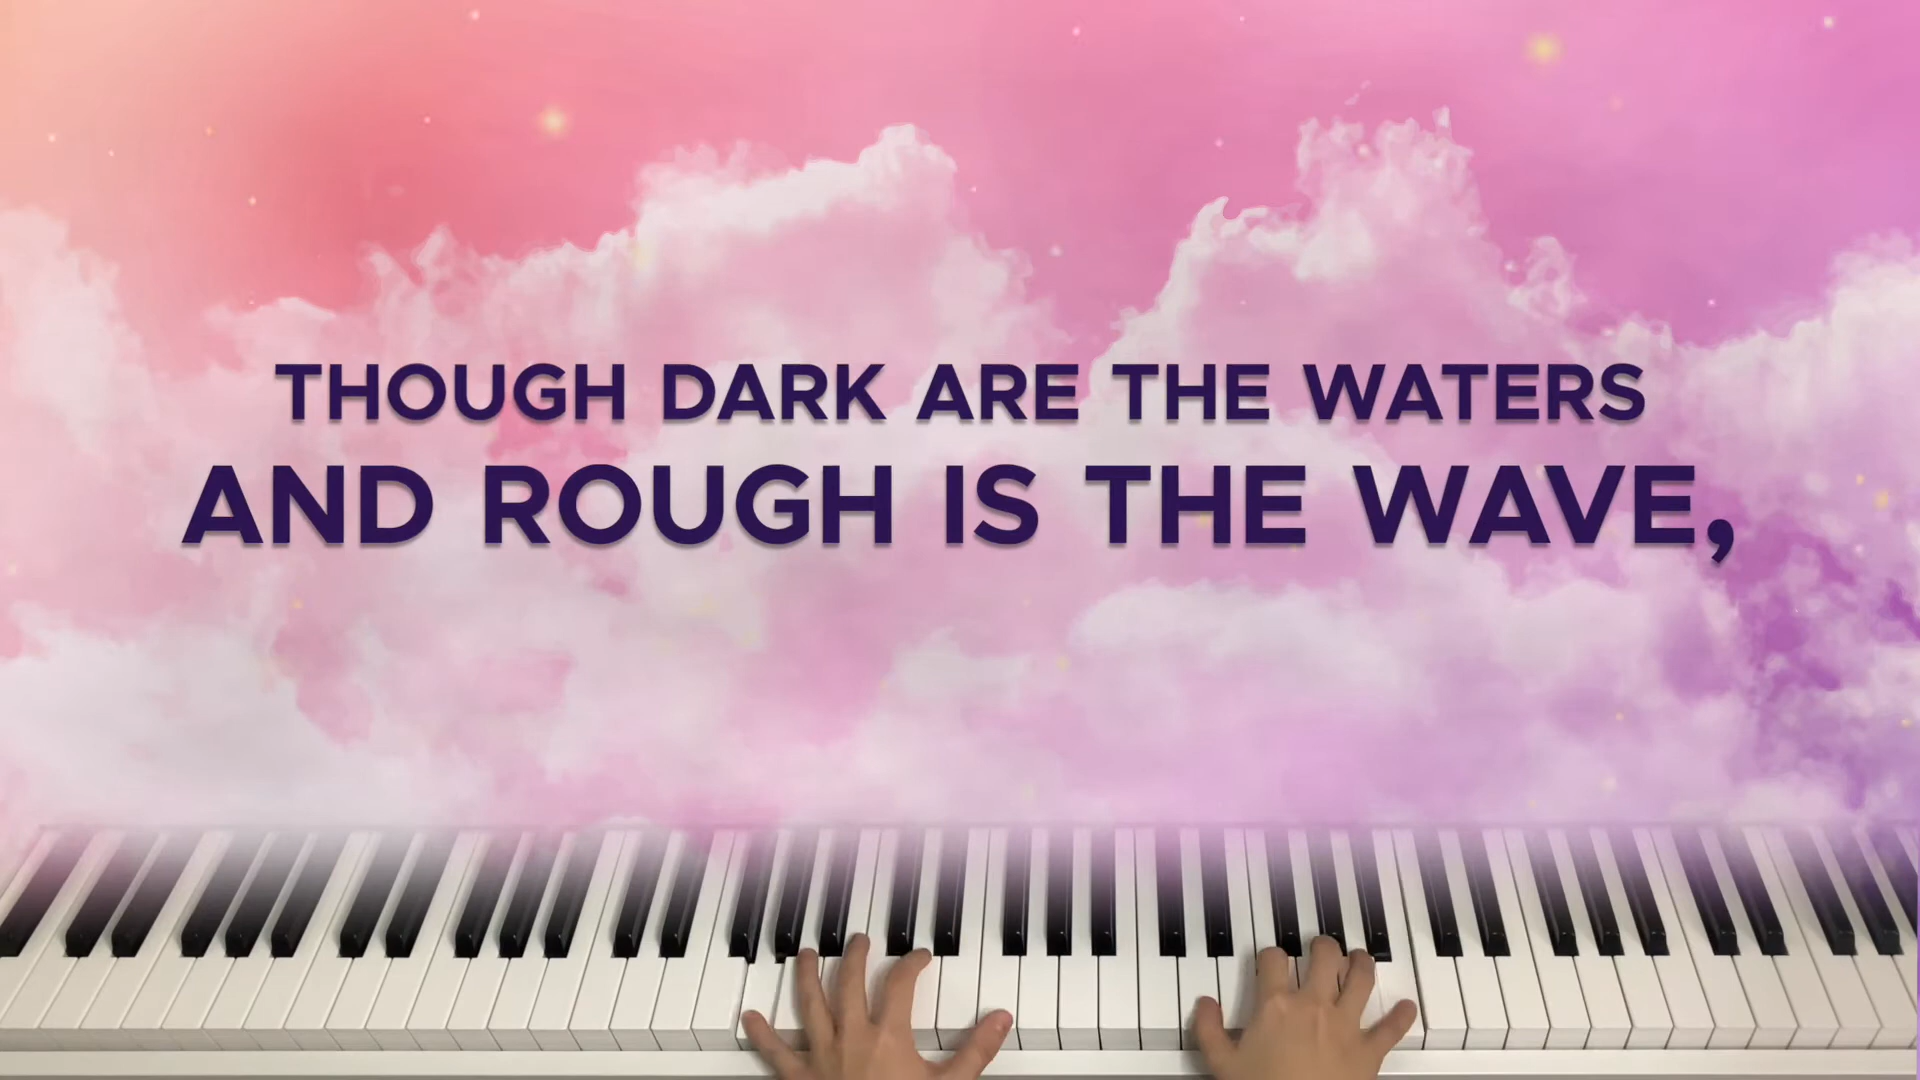 THOUGH DARK ARE THE WATERS
AND ROUGH IS THE WAVE,